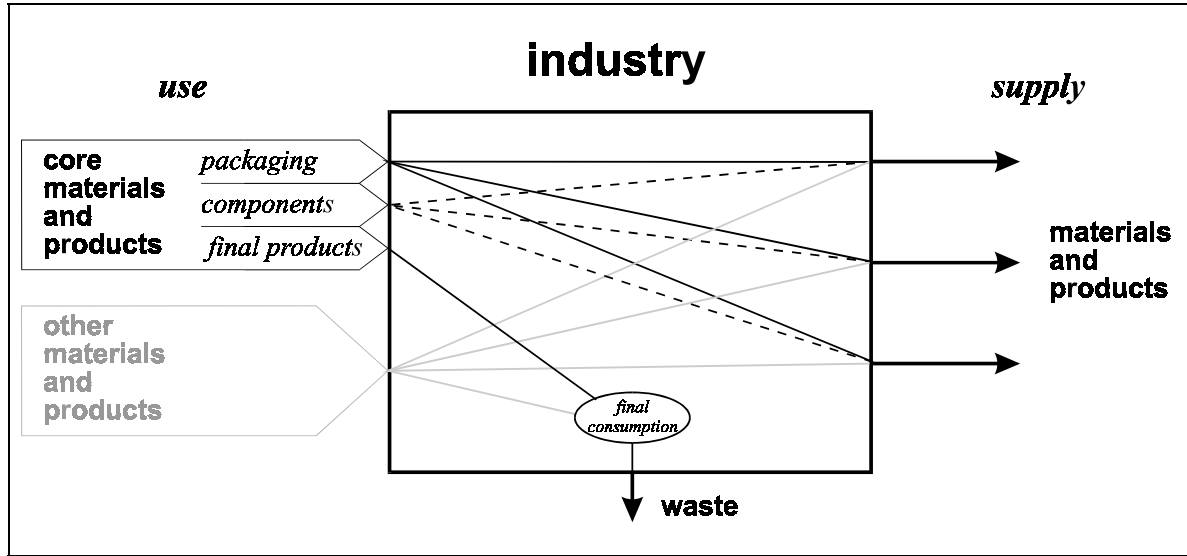 industry
use
supply
core
materials
and
products
packaging
components
final products
other
materials
and
products
final
consumption
materials
and
products
waste